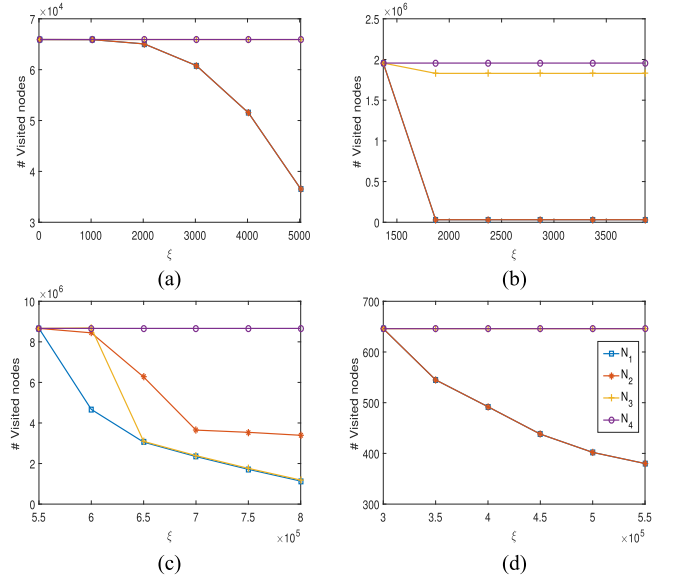 ×10⁴
7
6
5
4
3
# Visited nodes
0 1000 2000 3000 4000 5000
ξ
(a)
×10⁶
2.5
2
1.5
1
0.5
0
# Visited nodes
1500 2000 2500 3000 3500
ξ
(b)
×10⁶
10
8
6
4
2
0
# Visited nodes
5.5 6 6.5 7 7.5 8
ξ
×10⁵
(c)
700
600
500
400
300
# Visited nodes
N₁
N₂
N₃
N₄
3 3.5 4 4.5 5 5.5
ξ
×10⁵
(d)